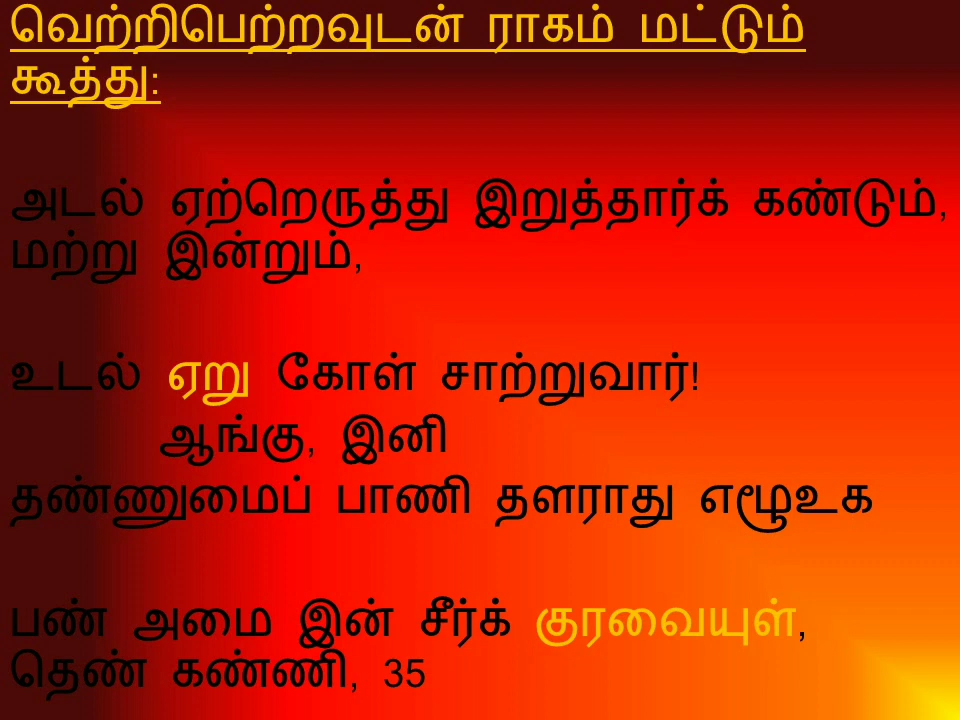 வெற்றிபெற்றவுடன் ராகம் மட்டும்
கூத்து:
அடல் ஏற்றெருத்து இறுத்தார்க் கண்டும்,
மற்று இன்றும்,
உடல் ஏறு கோள் சாற்றுவார்!
ஆங்கு, இனி
தண்ணுமைப் பாணி தளராது எழூஉக
பண் அமை இன் சீர்க் குரவையுள்,
தெண் கண்ணி, 35